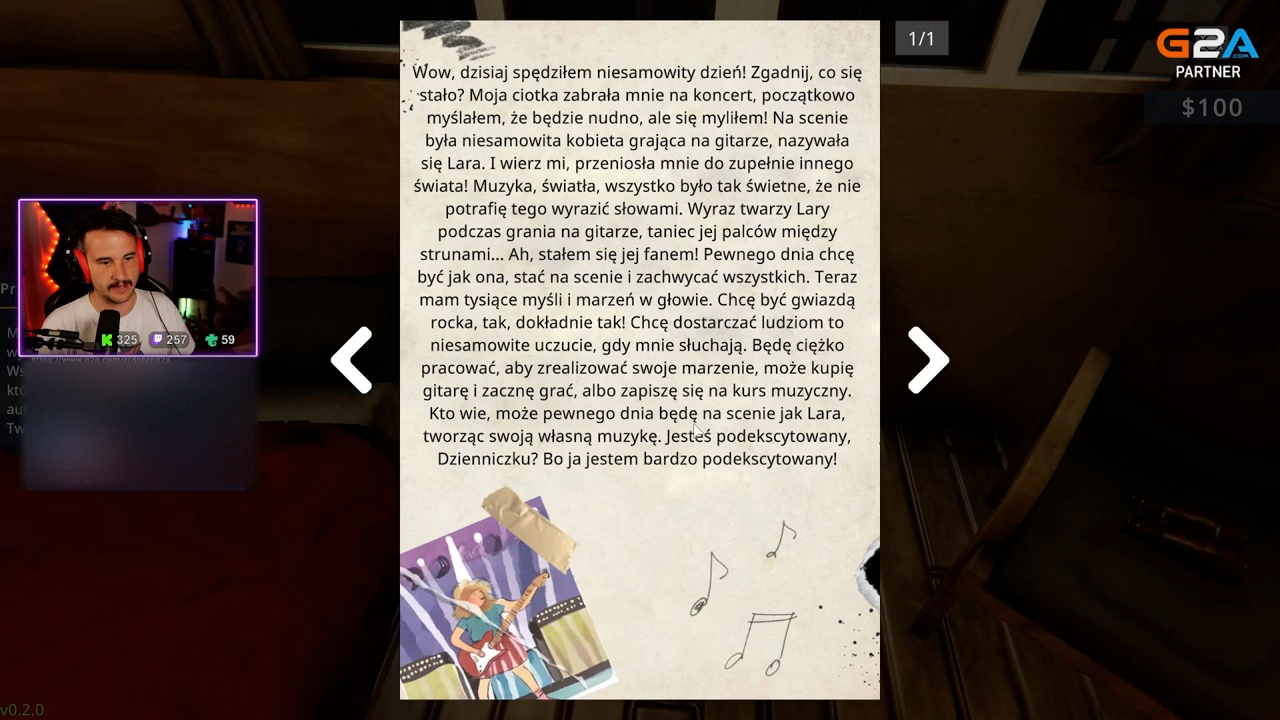 1/1
G2A
.COM
PARTNER
$100
Wow, dzisiaj spędziłem niesamowity dzień! Zgadnij, co się
stało? Moja ciotka zabrała mnie na koncert, początkowo
myślałem, że będzie nudno, ale się myliłem! Na scenie
była niesamowita kobieta grająca na gitarze, nazywała
się Lara. I wierz mi, przeniosła mnie do zupełnie innego
świata! Muzyka, światła, wszystko było tak świetne, że nie
potrafię tego wyrazić słowami. Wyraz twarzy Lary
podczas grania na gitarze, taniec jej palców między
strunami... Ah, stałem się jej fanem! Pewnego dnia chcę
być jak ona, stać na scenie i zachwycać wszystkich. Teraz
mam tysiące myśli i marzeń w głowie. Chcę być gwiazdą
rocka, tak, dokładnie tak! Chcę dostarczać ludziom to
niesamowite uczucie, gdy mnie słuchają. Będę ciężko
pracować, aby zrealizować swoje marzenie, może kupię
gitarę i zacznę grać, albo zapiszę się na kurs muzyczny.
Kto wie, może pewnego dnia będę na scenie jak Lara,
tworząc swoją własną muzykę. Jesteś podekscytowany,
Dzienniczku? Bo ja jestem bardzo podekscytowany!
325 257 59
v0.2.0